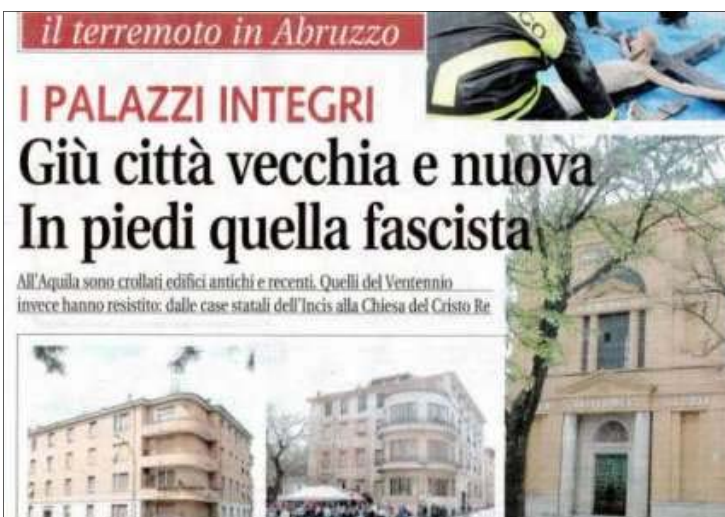 il terremoto in Abruzzo
GO
I PALAZZI INTEGRI
Giù città vecchia e nuova
In piedi quella fascista
All'Aquila sono crollati edifici antichi e recenti. Quelli del Ventennio
invece hanno resistito: dalle case statali dell'Incis alla Chiesa del Cristo Re